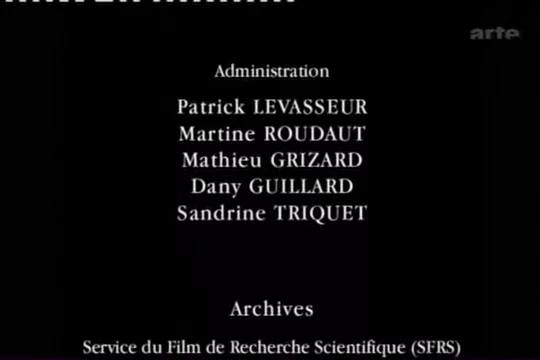 arte
Administration
Patrick LEVASSEUR
Martine ROUDAUT
Mathieu GRIZARD
Dany GUILLARD
Sandrine TRIQUET
Archives
Service du Film de Recherche Scientifique (SFRS)